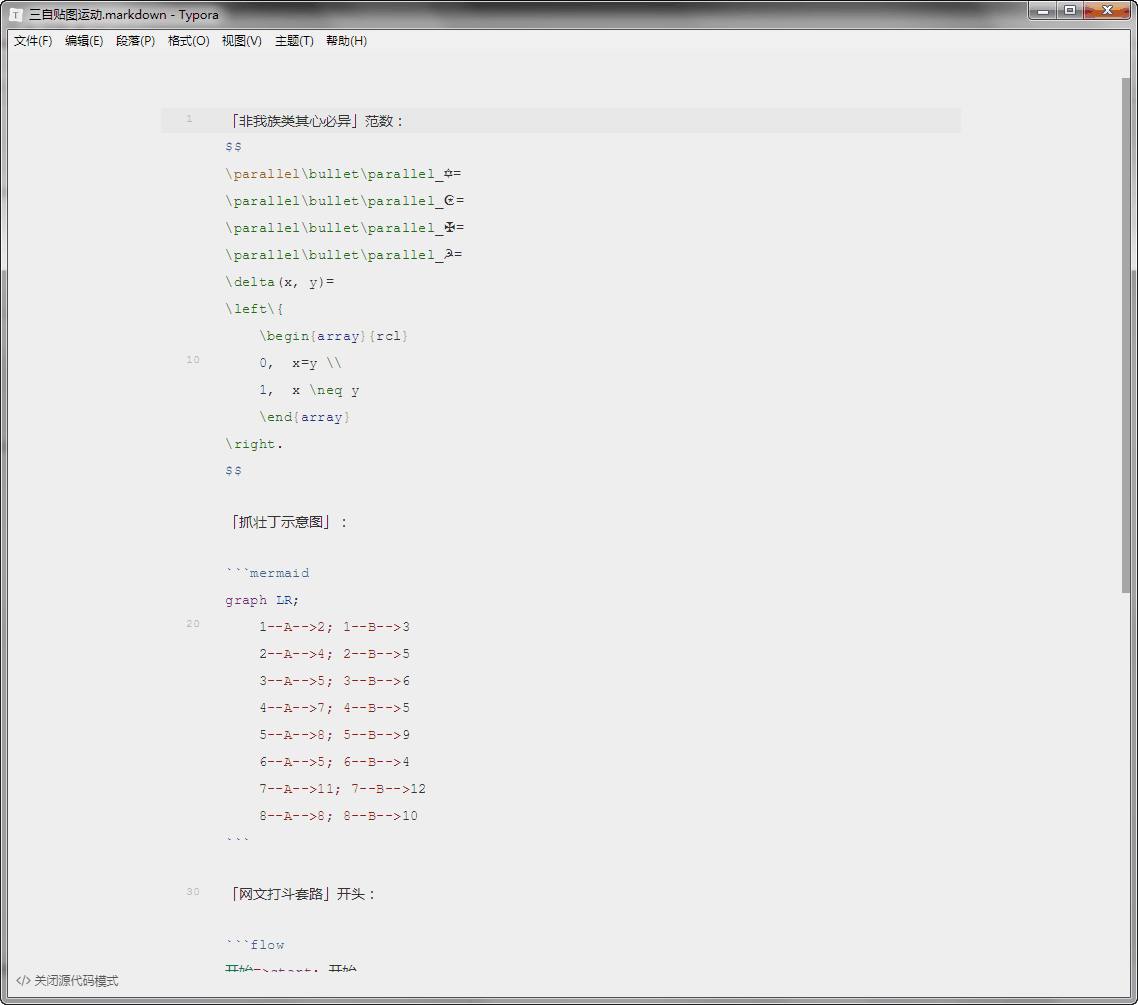 三自贴图运动.markdown - Typora
文件(F) 编辑(E) 段落(P) 格式(O) 视图(V) 主题(T) 帮助(H)
1 「非我族类其心必异」范数：
$$
\parallel\bullet\parallel_✡=
\parallel\bullet\parallel_☪=
\parallel\bullet\parallel_✠=
\parallel\bullet\parallel_☭=
\delta(x, y)=
\left\{
\begin{array}{rcl}
10 0, x=y \\
1, x \neq y
\end{array}
\right.
$$
「抓壮丁示意图」：
```mermaid
graph LR;
20 1--A-->2; 1--B-->3
2--A-->4; 2--B-->5
3--A-->5; 3--B-->6
4--A-->7; 4--B-->5
5--A-->8; 5--B-->9
6--A-->5; 6--B-->4
7--A-->11; 7--B-->12
8--A-->8; 8--B-->10
```
30 「网文打斗套路」开头：
```flow
开始=>start: 开始
</> 关闭源代码模式